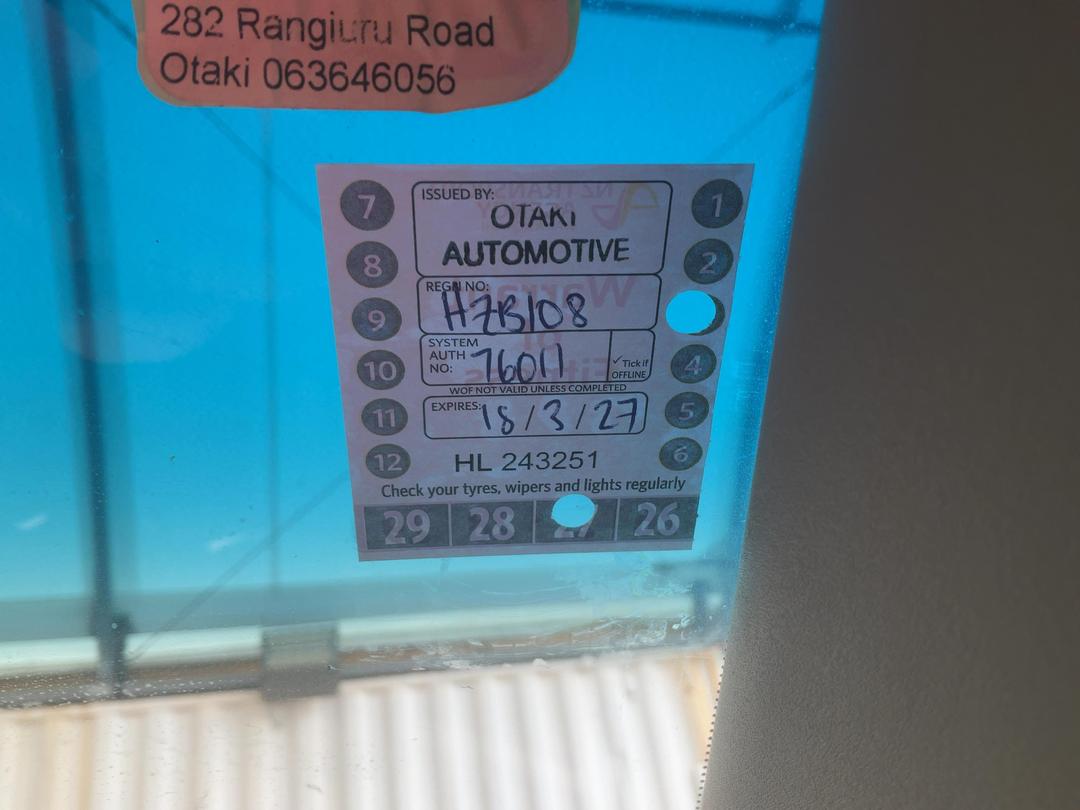 282 Rangiuru Road
Otaki 063646056
7
ISSUED BY:
OTAKI
AUTOMOTIVE
1
8
2
REGN NO:
HZB108
9
SYSTEM
AUTH
NO:
76011
✓ Tick if
OFFLINE
10
4
WOF NOT VALID UNLESS COMPLETED
EXPIRES: 18/3/27
11
5
12
HL 243251
6
Check your tyres, wipers and lights regularly
29 28 27 26